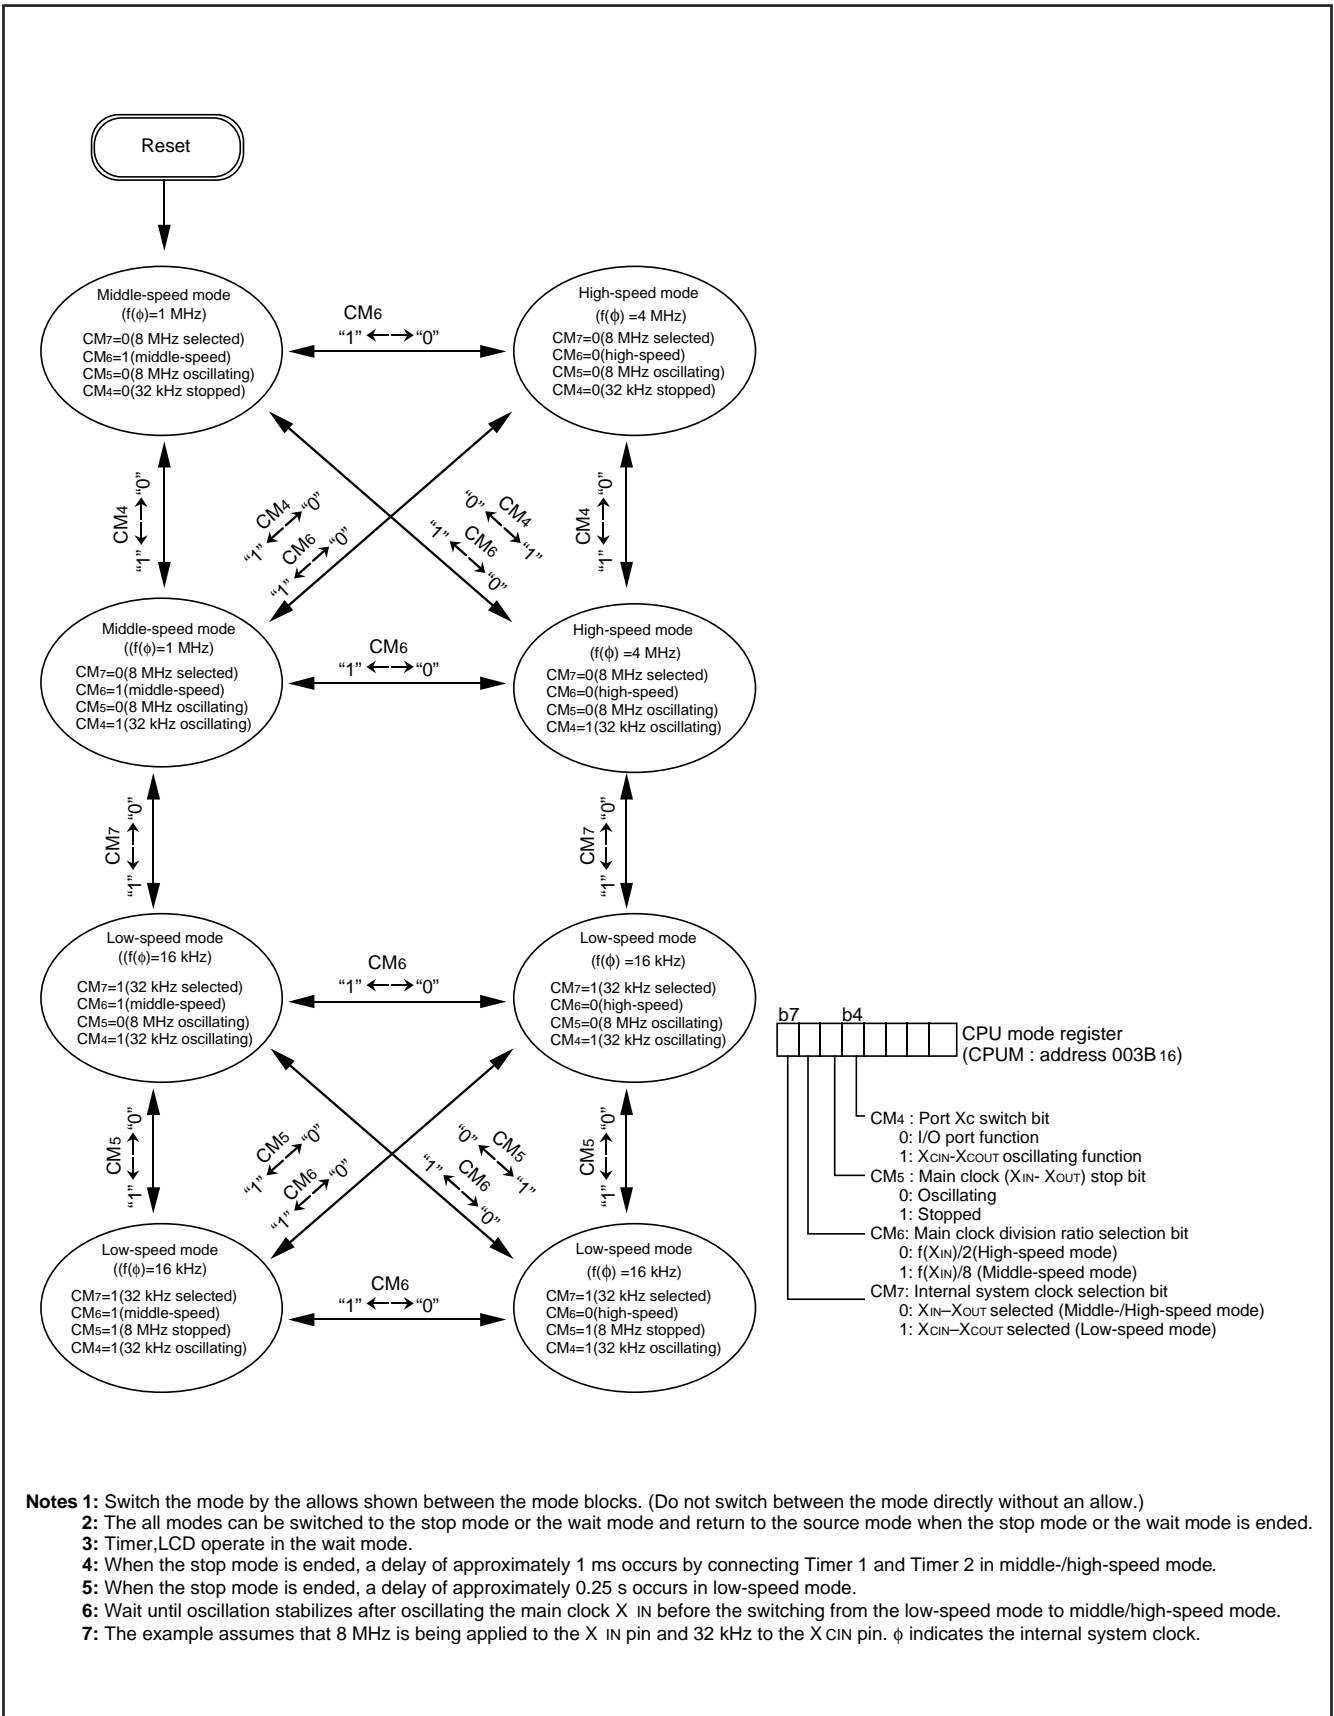 Reset
Middle-speed mode
(f(ϕ)=1 MHz)
CM7=0(8 MHz selected)
CM6=1(middle-speed)
CM5=0(8 MHz oscillating)
CM4=0(32 kHz stopped)
CM6
“1” ←→ “0”
High-speed mode
(f(ϕ) =4 MHz)
CM7=0(8 MHz selected)
CM6=0(high-speed)
CM5=0(8 MHz oscillating)
CM4=0(32 kHz stopped)
CM4
“1” ←→ “0”
CM4
“1” ←→ “0”
CM6
“1” ←→ “0”
CM4
“0” ←→ “1”
CM6
“1” ←→ “0”
CM4
“1” ←→ “0”
Middle-speed mode
((f(ϕ)=1 MHz)
CM7=0(8 MHz selected)
CM6=1(middle-speed)
CM5=0(8 MHz oscillating)
CM4=1(32 kHz oscillating)
CM6
“1” ←→ “0”
High-speed mode
(f(ϕ) =4 MHz)
CM7=0(8 MHz selected)
CM6=0(high-speed)
CM5=0(8 MHz oscillating)
CM4=1(32 kHz oscillating)
CM7
“1” ←→ “0”
CM7
“1” ←→ “0”
Low-speed mode
((f(ϕ)=16 kHz)
CM7=1(32 kHz selected)
CM6=1(middle-speed)
CM5=0(8 MHz oscillating)
CM4=1(32 kHz oscillating)
CM6
“1” ←→ “0”
Low-speed mode
(f(ϕ) =16 kHz)
CM7=1(32 kHz selected)
CM6=0(high-speed)
CM5=0(8 MHz oscillating)
CM4=1(32 kHz oscillating)
CM5
“1” ←→ “0”
CM5
“1” ←→ “0”
CM6
“1” ←→ “0”
CM5
“0” ←→ “1”
CM6
“1” ←→ “0”
CM5
“1” ←→ “0”
Low-speed mode
((f(ϕ)=16 kHz)
CM7=1(32 kHz selected)
CM6=1(middle-speed)
CM5=1(8 MHz stopped)
CM4=1(32 kHz oscillating)
CM6
“1” ←→ “0”
Low-speed mode
(f(ϕ) =16 kHz)
CM7=1(32 kHz selected)
CM6=0(high-speed)
CM5=1(8 MHz stopped)
CM4=1(32 kHz oscillating)
b7 b4
CPU mode register
(CPUM : address 003B 16)
CM4 : Port Xc switch bit
0: I/O port function
1: XCIN-XCOUT oscillating function
CM5 : Main clock (XIN- XOUT) stop bit
0: Oscillating
1: Stopped
CM6: Main clock division ratio selection bit
0: f(XIN)/2(High-speed mode)
1: f(XIN)/8 (Middle-speed mode)
CM7: Internal system clock selection bit
0: XIN–XOUT selected (Middle-/High-speed mode)
1: XCIN–XCOUT selected (Low-speed mode)
Notes 1: Switch the mode by the allows shown between the mode blocks. (Do not switch between the mode directly without an allow.)
2: The all modes can be switched to the stop mode or the wait mode and return to the source mode when the stop mode or the wait mode is ended.
3: Timer,LCD operate in the wait mode.
4: When the stop mode is ended, a delay of approximately 1 ms occurs by connecting Timer 1 and Timer 2 in middle-/high-speed mode.
5: When the stop mode is ended, a delay of approximately 0.25 s occurs in low-speed mode.
6: Wait until oscillation stabilizes after oscillating the main clock X IN before the switching from the low-speed mode to middle/high-speed mode.
7: The example assumes that 8 MHz is being applied to the X IN pin and 32 kHz to the X CIN pin. ϕ indicates the internal system clock.